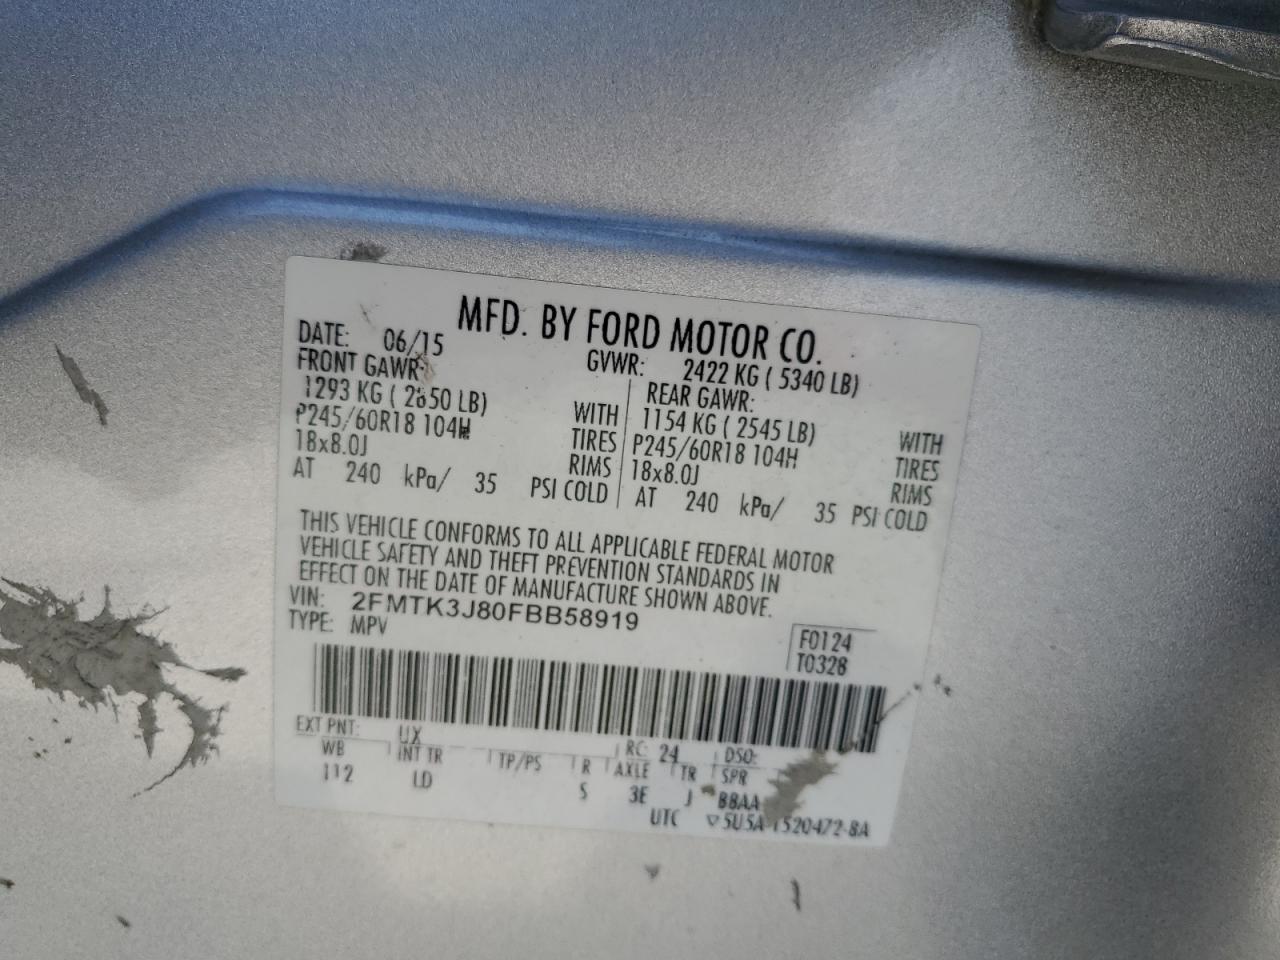 MFD. BY FORD MOTOR CO.
DATE: 06/15 GVWR: 2422 KG ( 5340 LB)
FRONT GAWR: REAR GAWR:
1293 KG ( 2850 LB) WITH 1154 KG ( 2545 LB) WITH
P245/60R18 104H TIRES P245/60R18 104H TIRES
18x8.0J RIMS 18x8.0J RIMS
AT 240 kPa/ 35 PSI COLD AT 240 kPa/ 35 PSI COLD
THIS VEHICLE CONFORMS TO ALL APPLICABLE FEDERAL MOTOR
VEHICLE SAFETY AND THEFT PREVENTION STANDARDS IN
EFFECT ON THE DATE OF MANUFACTURE SHOWN ABOVE.
VIN: 2FMTK3J80FBB58919
TYPE: MPV
F0124
T0328
EXT PNT: UX RC: 24 DSO:
WB INT TR TP/PS R AXLE TR SPR
112 LD S 3E J BBAA
UTC ▽5U5A 1520472-BA